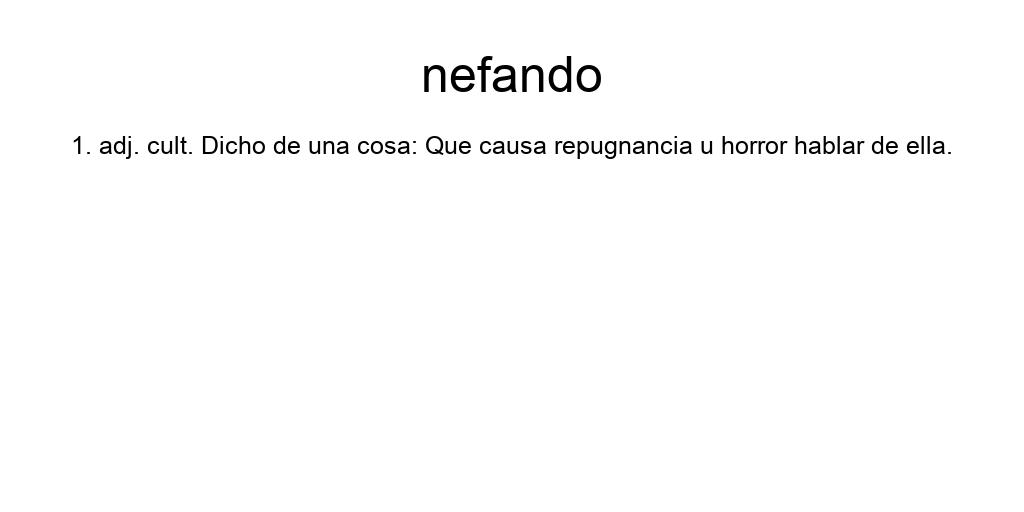 nefando
1. adj. cult. Dicho de una cosa: Que causa repugnancia u horror hablar de ella.